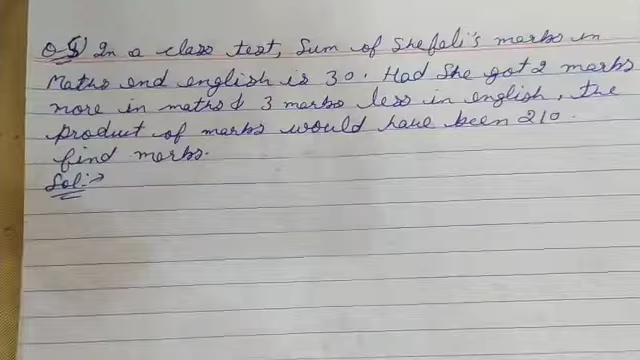 Q5) In a class test, Sum of Shefali's marks in
Maths and english is 30. Had She got 2 marks
more in maths & 3 marks less in english, the
product of marks would have been 210.
find marks.
Sol:→